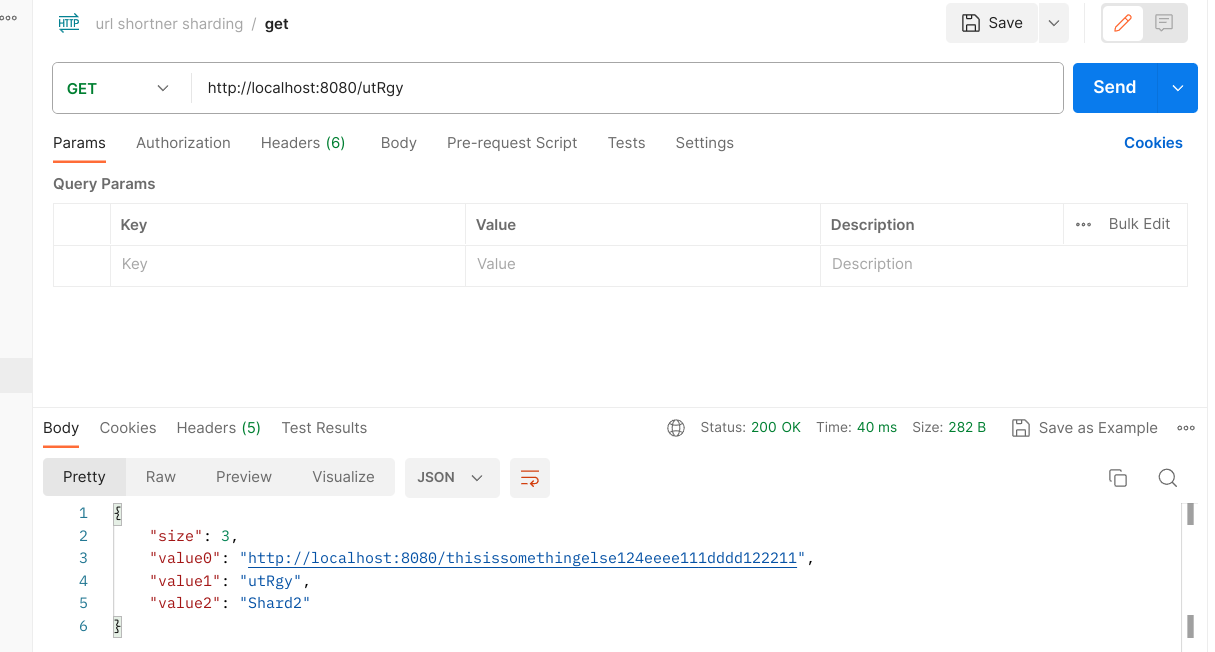 HTTP url shortner sharding / get Save
GET http://localhost:8080/utRgy Send
Params Authorization Headers (6) Body Pre-request Script Tests Settings Cookies
Query Params
Key Value Description Bulk Edit
Key Value Description
Body Cookies Headers (5) Test Results Status: 200 OK Time: 40 ms Size: 282 B Save as Example
Pretty Raw Preview Visualize JSON
1 {
2 "size": 3,
3 "value0": "http://localhost:8080/thisissomethingelse124eeee111dddd122211",
4 "value1": "utRgy",
5 "value2": "Shard2"
6 }